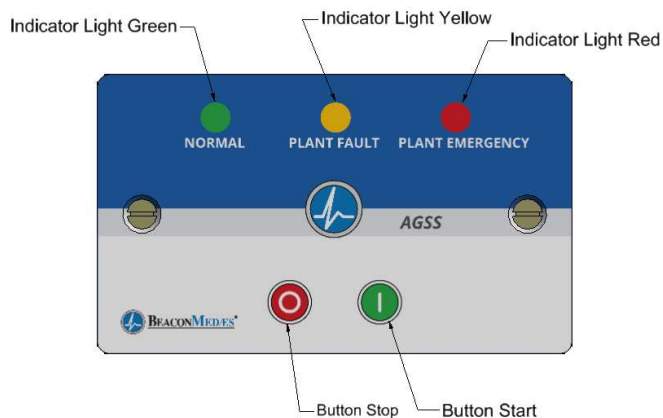 Indicator Light Green
Indicator Light Yellow
Indicator Light Red
NORMAL
PLANT FAULT
PLANT EMERGENCY
AGSS
BEACONMEDÆS
Button Stop
Button Start